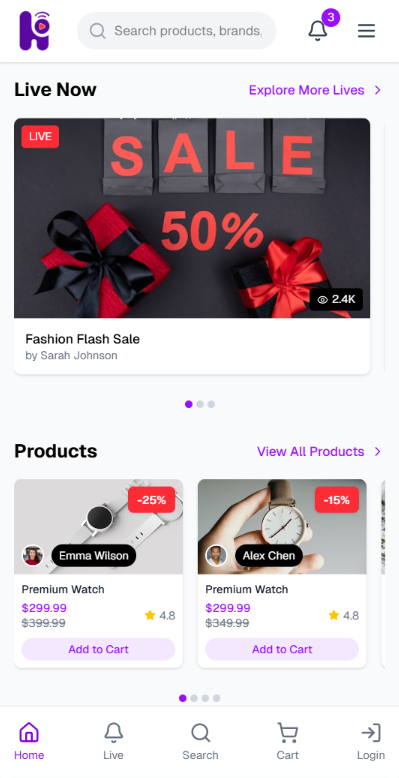 3
Search products, brands,
Live Now
Explore More Lives
LIVE
SALE
50%
2.4K
Fashion Flash Sale
by Sarah Johnson
Products
View All Products
-25%
-15%
Emma Wilson
Alex Chen
Premium Watch
Premium Watch
$299.99
$299.99
4.8
4.8
$399.99
$349.99
Add to Cart
Add to Cart
Home
Live
Search
Cart
Login